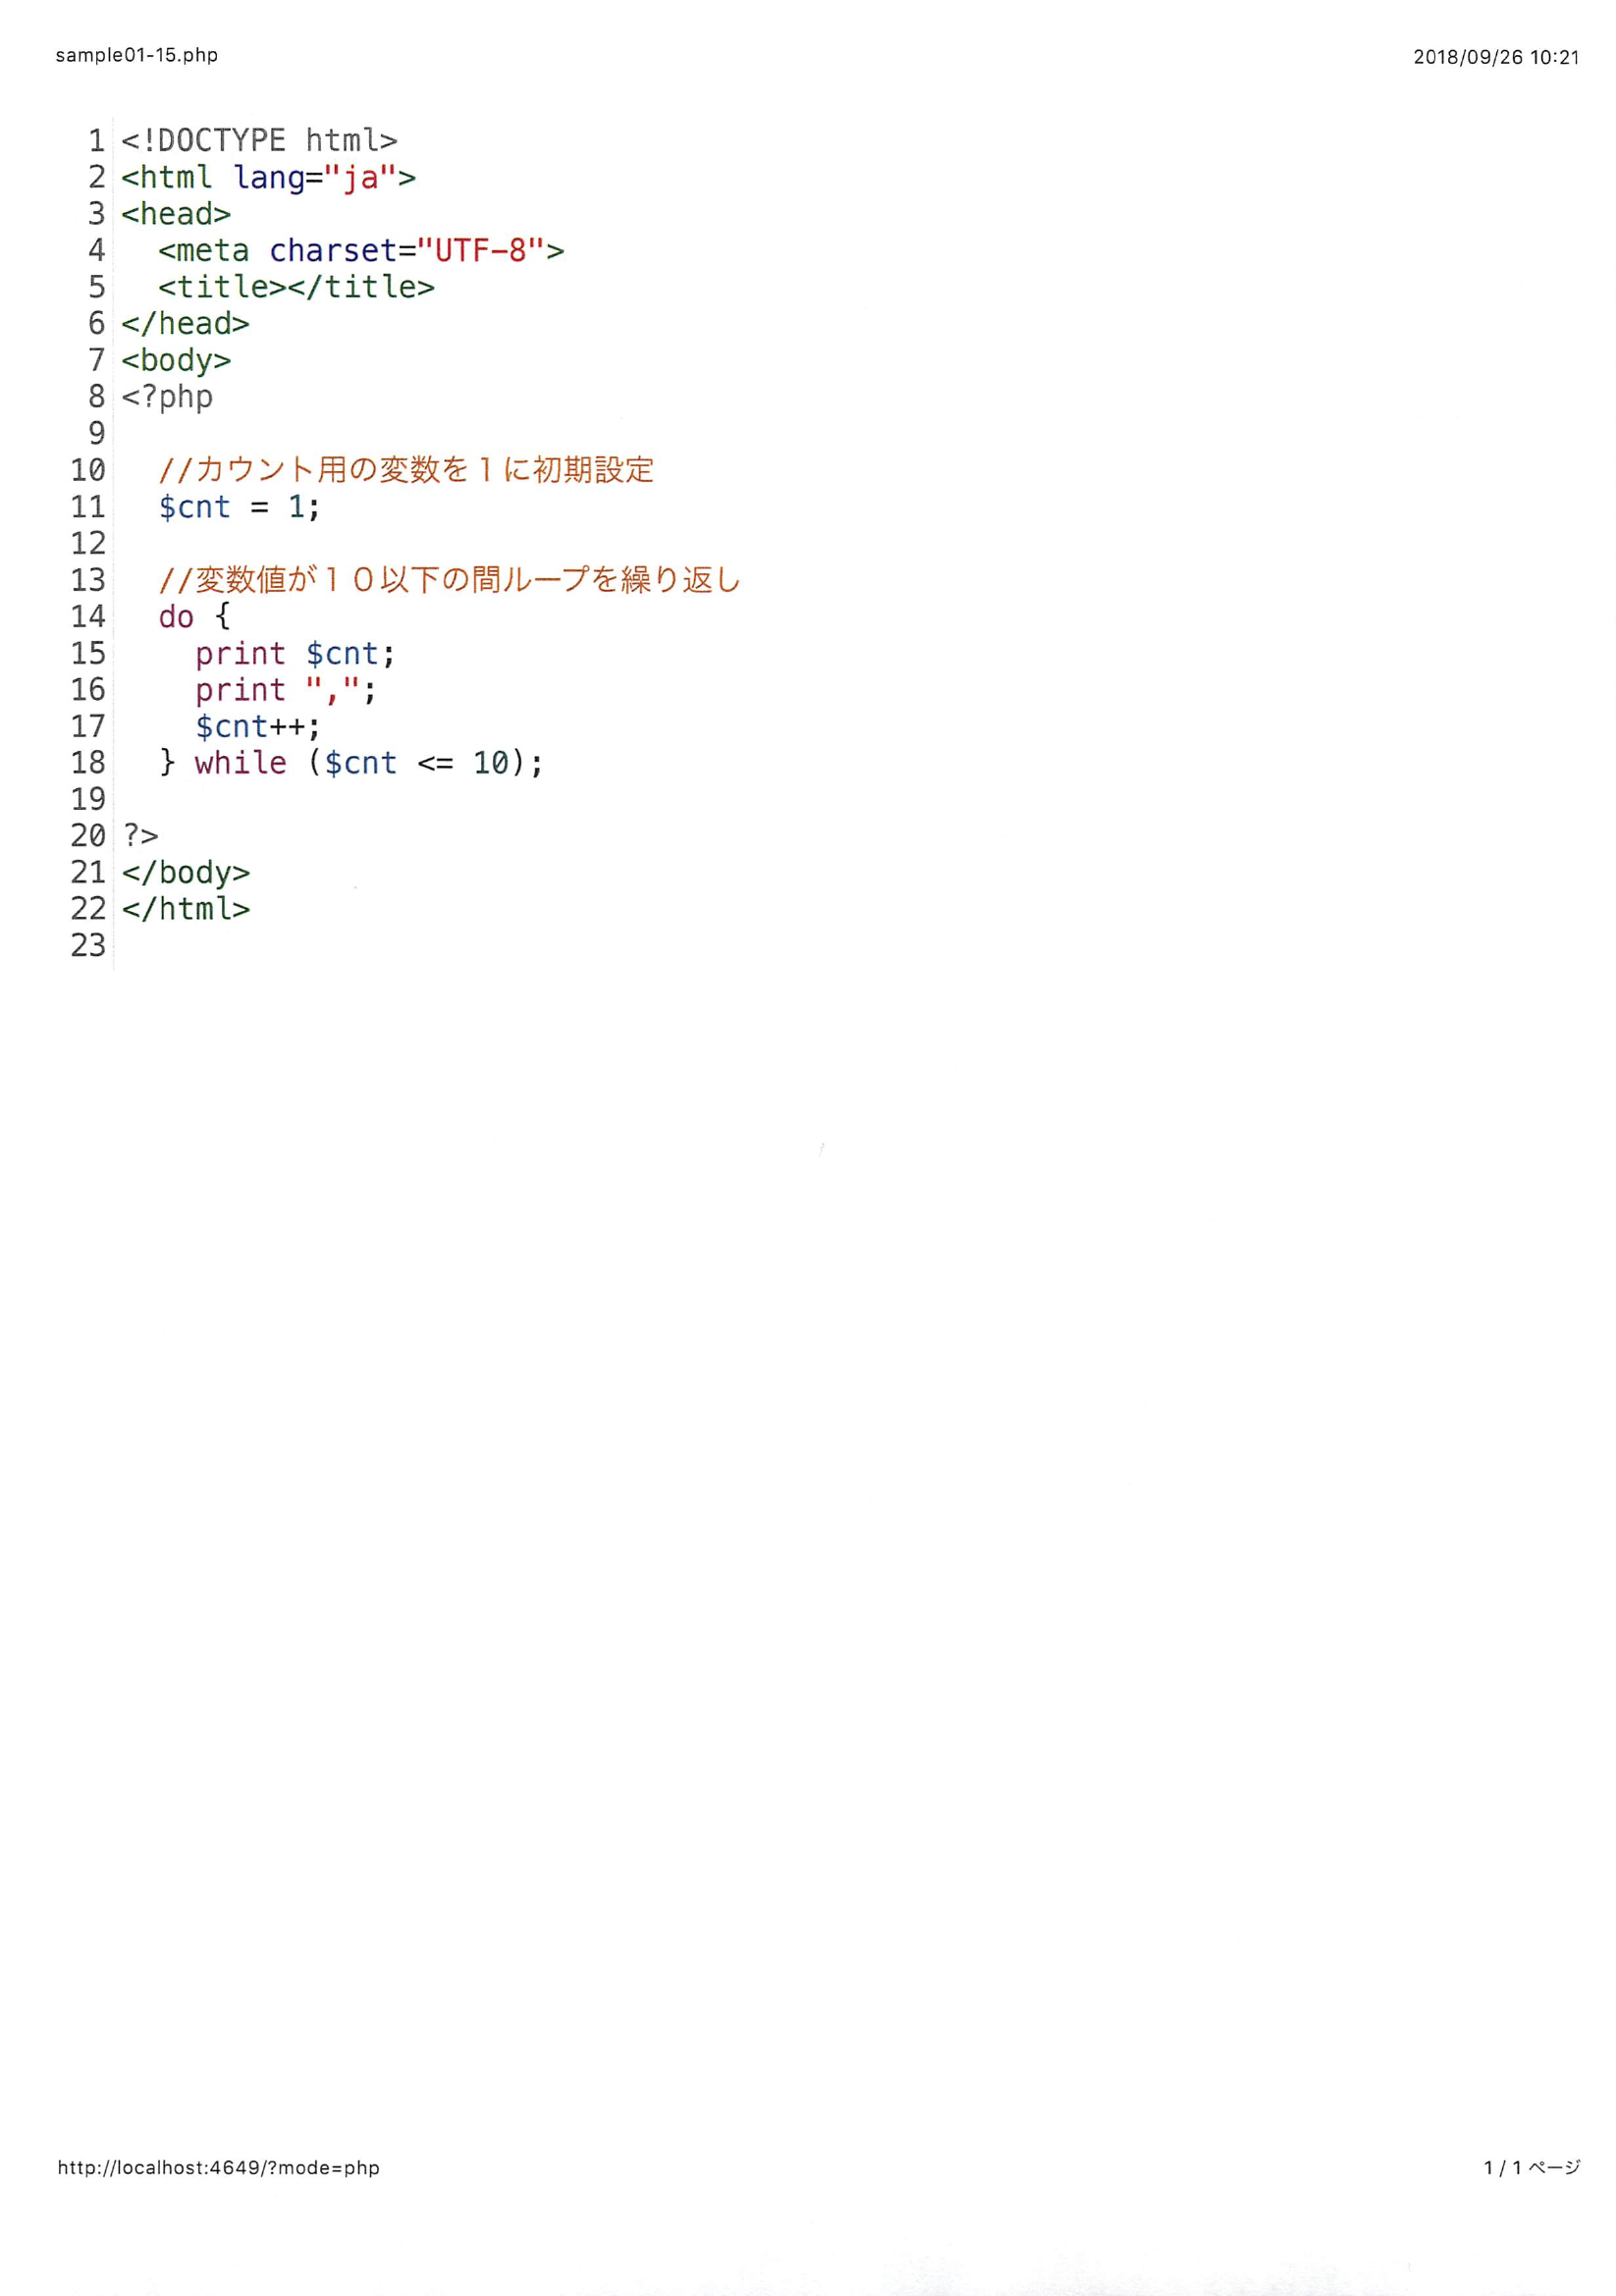 sample01-15.php 2018/09/26 10:21
1 <!DOCTYPE html>
2 <html lang="ja">
3 <head>
4   <meta charset="UTF-8">
5   <title></title>
6 </head>
7 <body>
8 <?php
9
10   //カウント用の変数を１に初期設定
11   $cnt = 1;
12
13   //変数値が１０以下の間ループを繰り返し
14   do {
15     print $cnt;
16     print ",";
17     $cnt++;
18   } while ($cnt <= 10);
19
20 ?>
21 </body>
22 </html>
23
http://localhost:4649/?mode=php 1 / 1 ページ